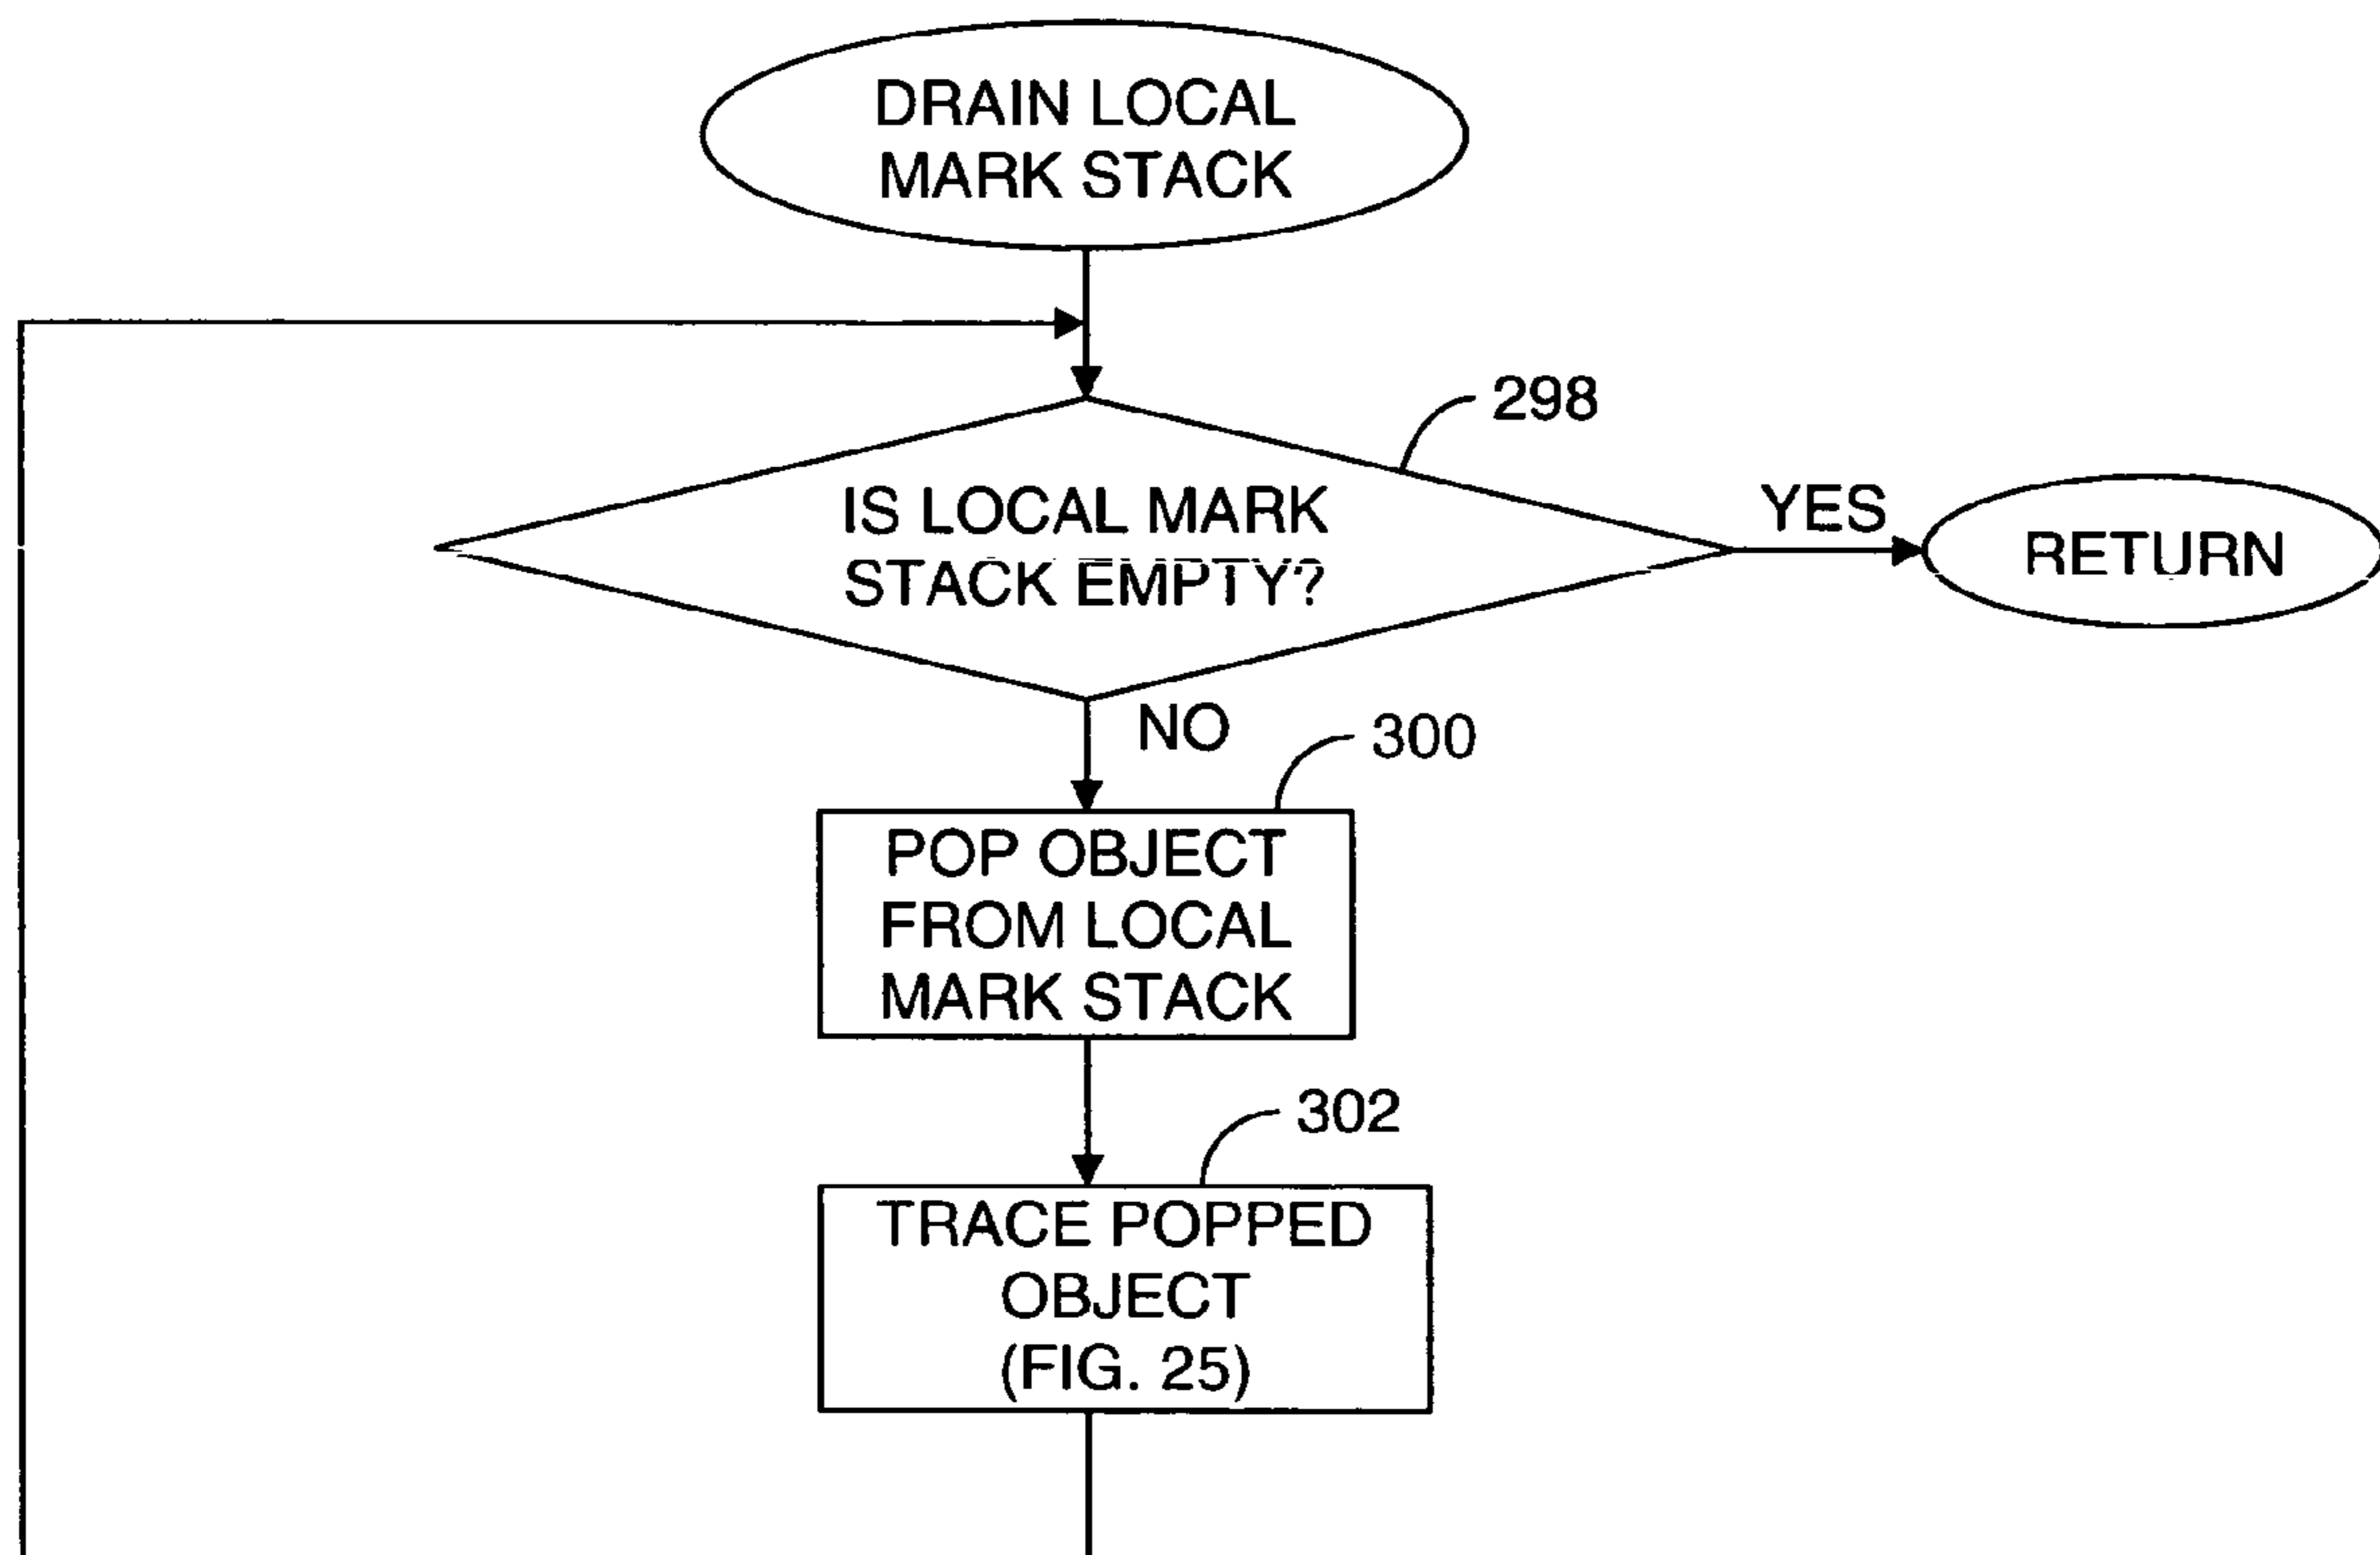 DRAIN LOCAL
MARK STACK
298
IS LOCAL MARK
STACK EMPTY?
YES
RETURN
NO
300
POP OBJECT
FROM LOCAL
MARK STACK
302
TRACE POPPED
OBJECT
(FIG. 25)